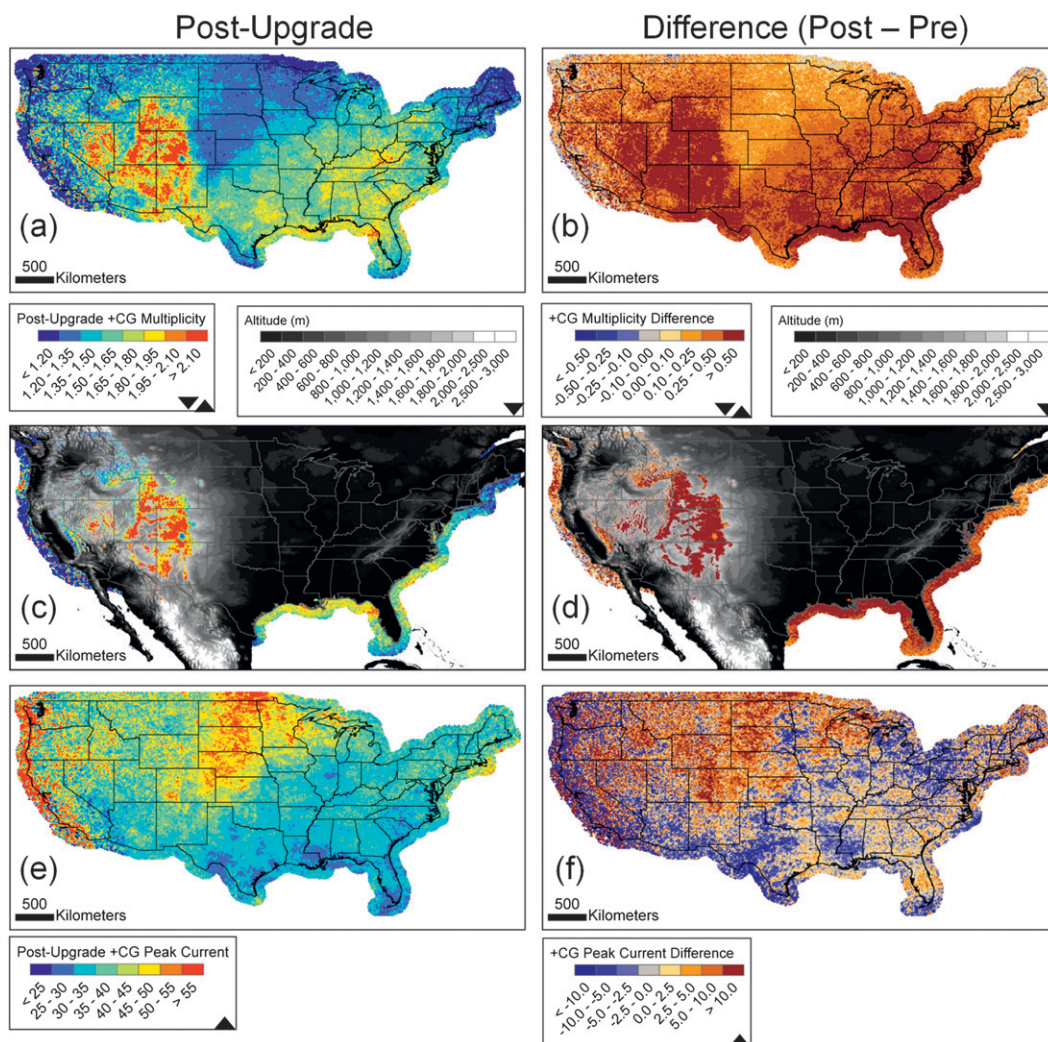 Post-Upgrade
Difference (Post – Pre)
(a)
500
Kilometers
(b)
500
Kilometers
Post-Upgrade +CG Multiplicity
< 1.20
1.20 - 1.35
1.35 - 1.50
1.50 - 1.65
1.65 - 1.80
1.80 - 1.95
1.95 - 2.10
> 2.10
Altitude (m)
< 200
200 - 400
400 - 600
600 - 800
800 - 1,000
1,000 - 1,200
1,200 - 1,400
1,400 - 1,600
1,600 - 1,800
1,800 - 2,000
2,000 - 2,500
2,500 - 3,000
+CG Multiplicity Difference
< -0.50
-0.50 - -0.25
-0.25 - -0.10
-0.10 - 0.00
0.00 - 0.10
0.10 - 0.25
0.25 - 0.50
> 0.50
Altitude (m)
< 200
200 - 400
400 - 600
600 - 800
800 - 1,000
1,000 - 1,200
1,200 - 1,400
1,400 - 1,600
1,600 - 1,800
1,800 - 2,000
2,000 - 2,500
2,500 - 3,000
(c)
500
Kilometers
(d)
500
Kilometers
(e)
500
Kilometers
(f)
500
Kilometers
Post-Upgrade +CG Peak Current
< 25
25 - 30
30 - 35
35 - 40
40 - 45
45 - 50
50 - 55
> 55
+CG Peak Current Difference
< -10.0
-10.0 - -5.0
-5.0 - -2.5
-2.5 - 0.0
0.0 - 2.5
2.5 - 5.0
5.0 - 10.0
> 10.0